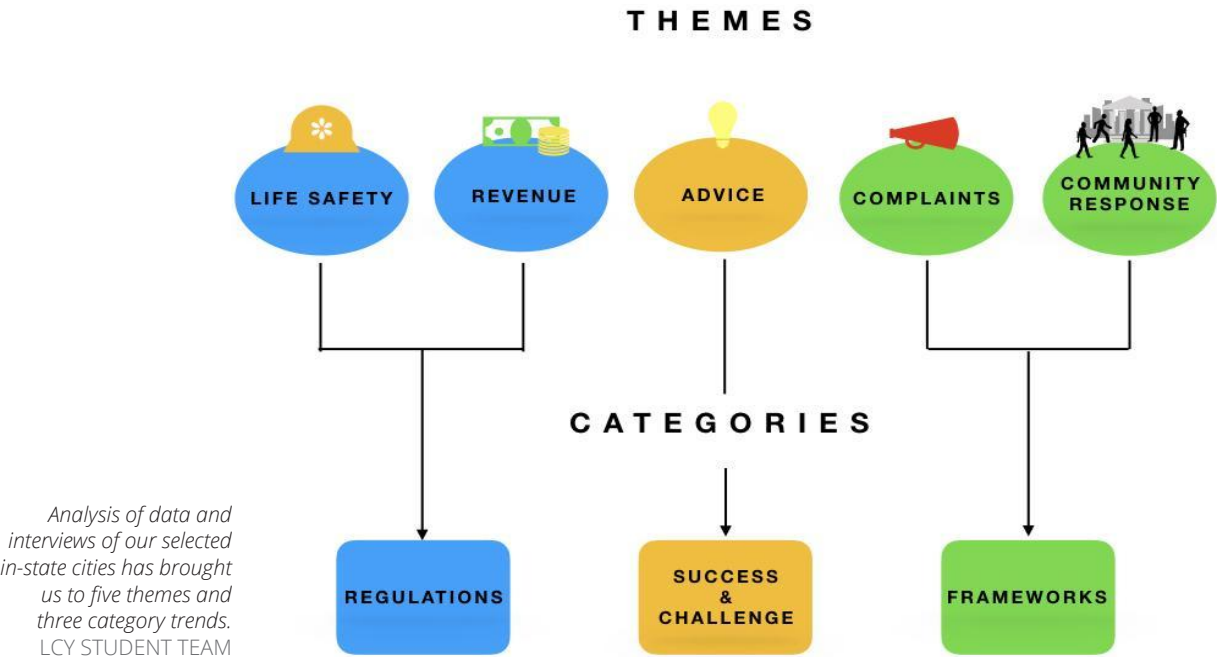 THEMES
LIFE SAFETY
REVENUE
ADVICE
COMPLAINTS
COMMUNITY
RESPONSE
CATEGORIES
Analysis of data and
interviews of our selected
in-state cities has brought
us to five themes and
three category trends.
LCY STUDENT TEAM
REGULATIONS
SUCCESS
&
CHALLENGE
FRAMEWORKS